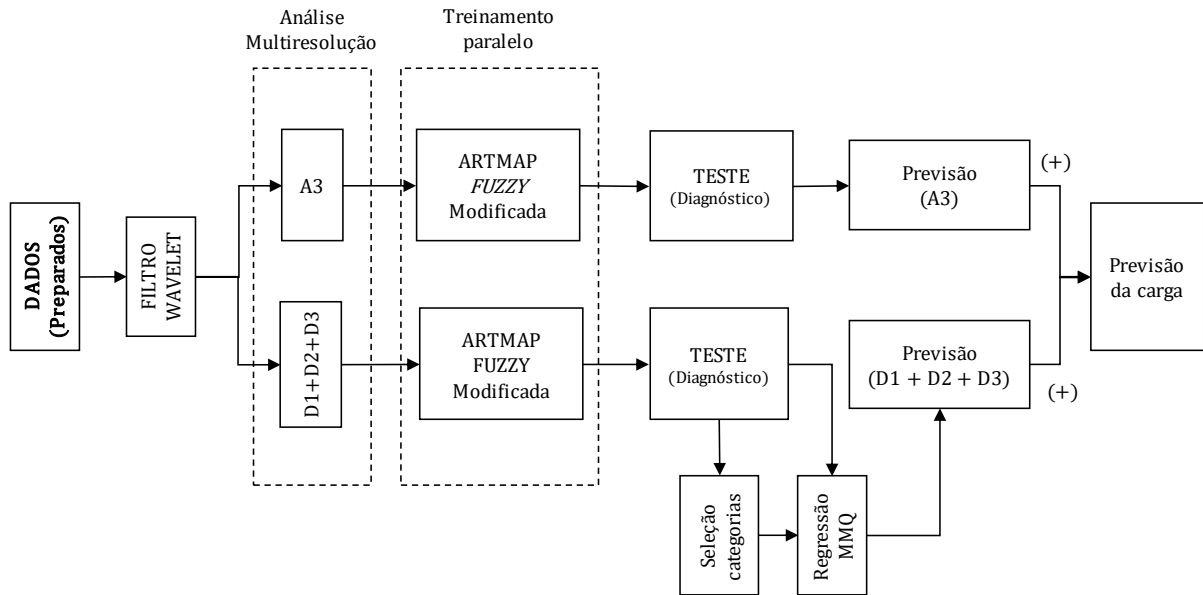 Análise
Multiresolução
Treinamento
paralelo
DADOS
(Preparados)
FILTRO
WAVELET
A3
ARTMAP
FUZZY
Modificada
TESTE
(Diagnóstico)
Previsão
(A3)
(+)
D1+D2+D3
ARTMAP
FUZZY
Modificada
TESTE
(Diagnóstico)
Previsão
(D1 + D2 + D3)
(+)
Previsão
da carga
Seleção
categorias
Regressão
MMQ